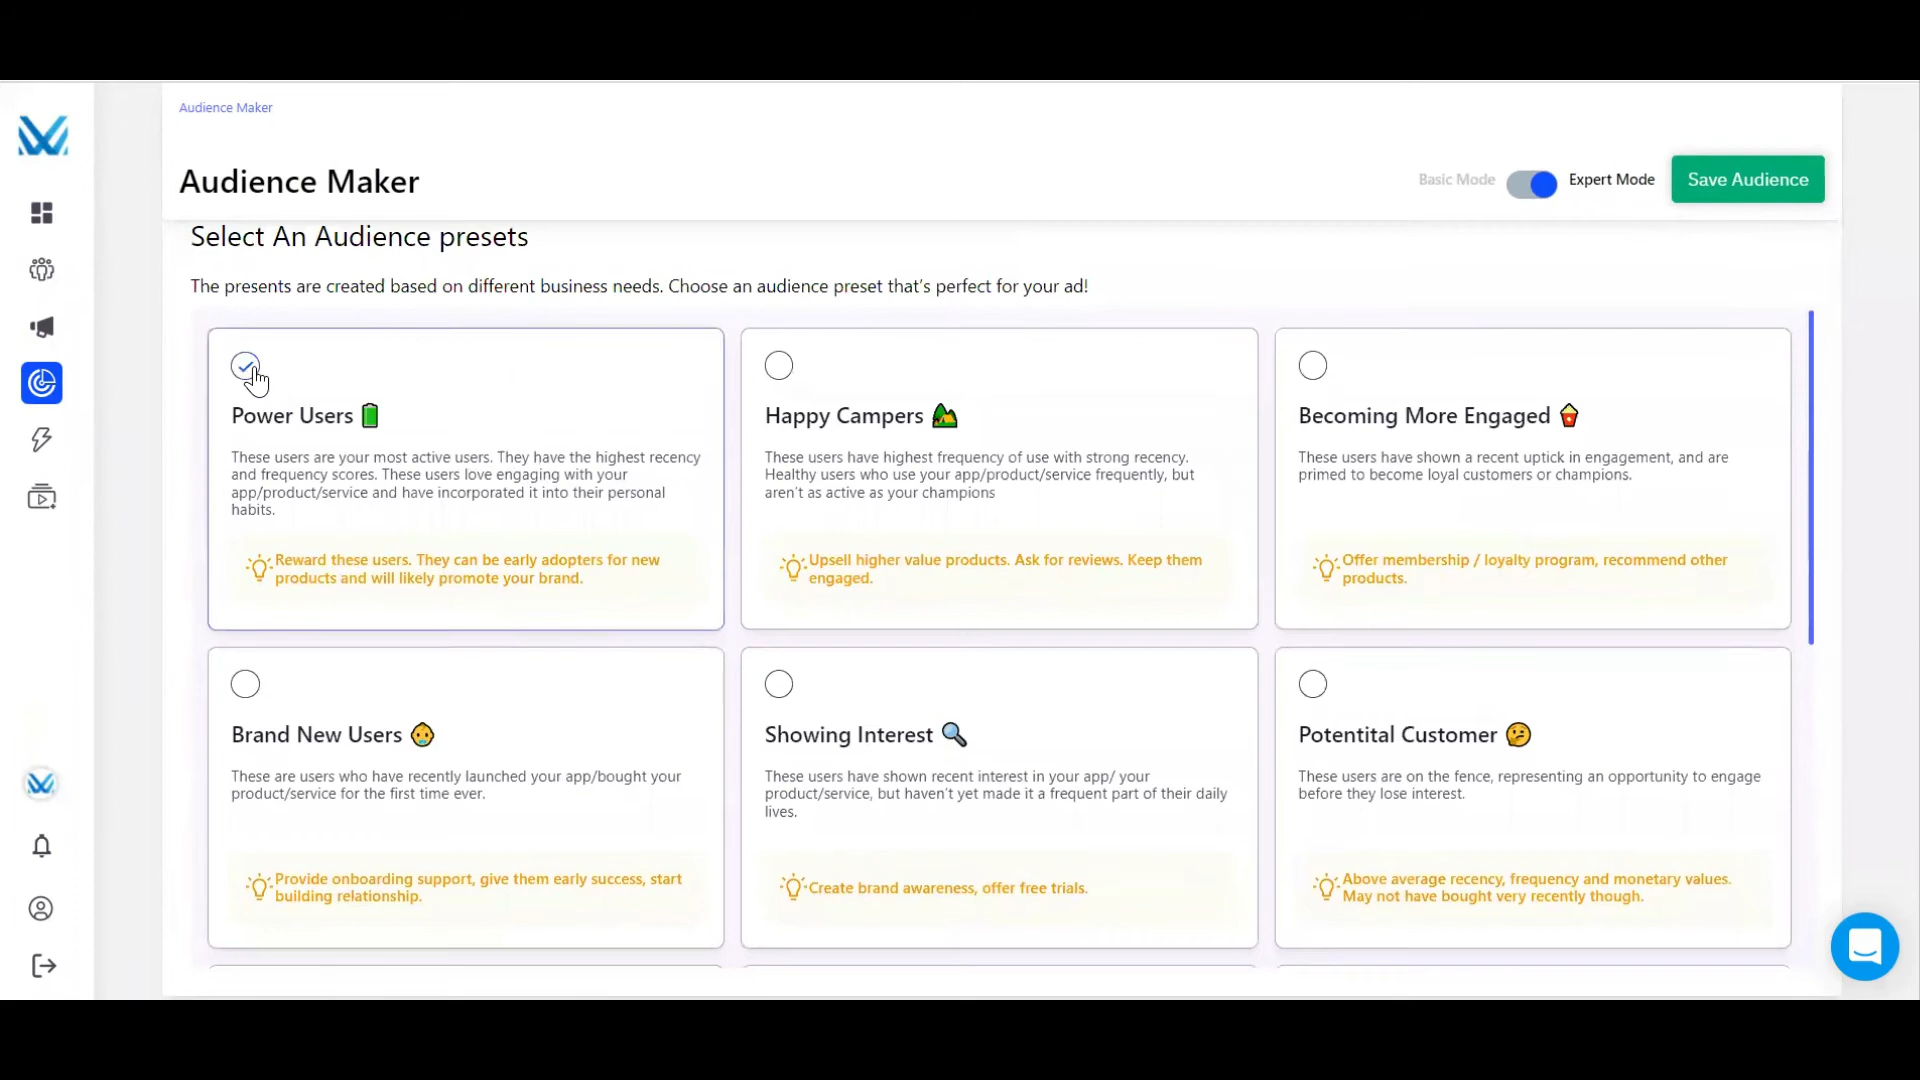 Audience Maker
Audience Maker
Basic Mode
Expert Mode
Save Audience
Select An Audience presets
The presents are created based on different business needs. Choose an audience preset that's perfect for your ad!
Power Users
These users are your most active users. They have the highest recency
and frequency scores. These users love engaging with your
app/product/service and have incorporated it into their personal
habits.
Reward these users. They can be early adopters for new
products and will likely promote your brand.
Happy Campers
These users have highest frequency of use with strong recency.
Healthy users who use your app/product/service frequently, but
aren't as active as your champions
Upsell higher value products. Ask for reviews. Keep them
engaged.
Becoming More Engaged
These users have shown a recent uptick in engagement, and are
primed to become loyal customers or champions.
Offer membership / loyalty program, recommend other
products.
Brand New Users
These are users who have recently launched your app/bought your
product/service for the first time ever.
Provide onboarding support, give them early success, start
building relationship.
Showing Interest
These users have shown recent interest in your app/ your
product/service, but haven't yet made it a frequent part of their daily
lives.
Create brand awareness, offer free trials.
Potentital Customer
These users are on the fence, representing an opportunity to engage
before they lose interest.
Above average recency, frequency and monetary values.
May not have bought very recently though.